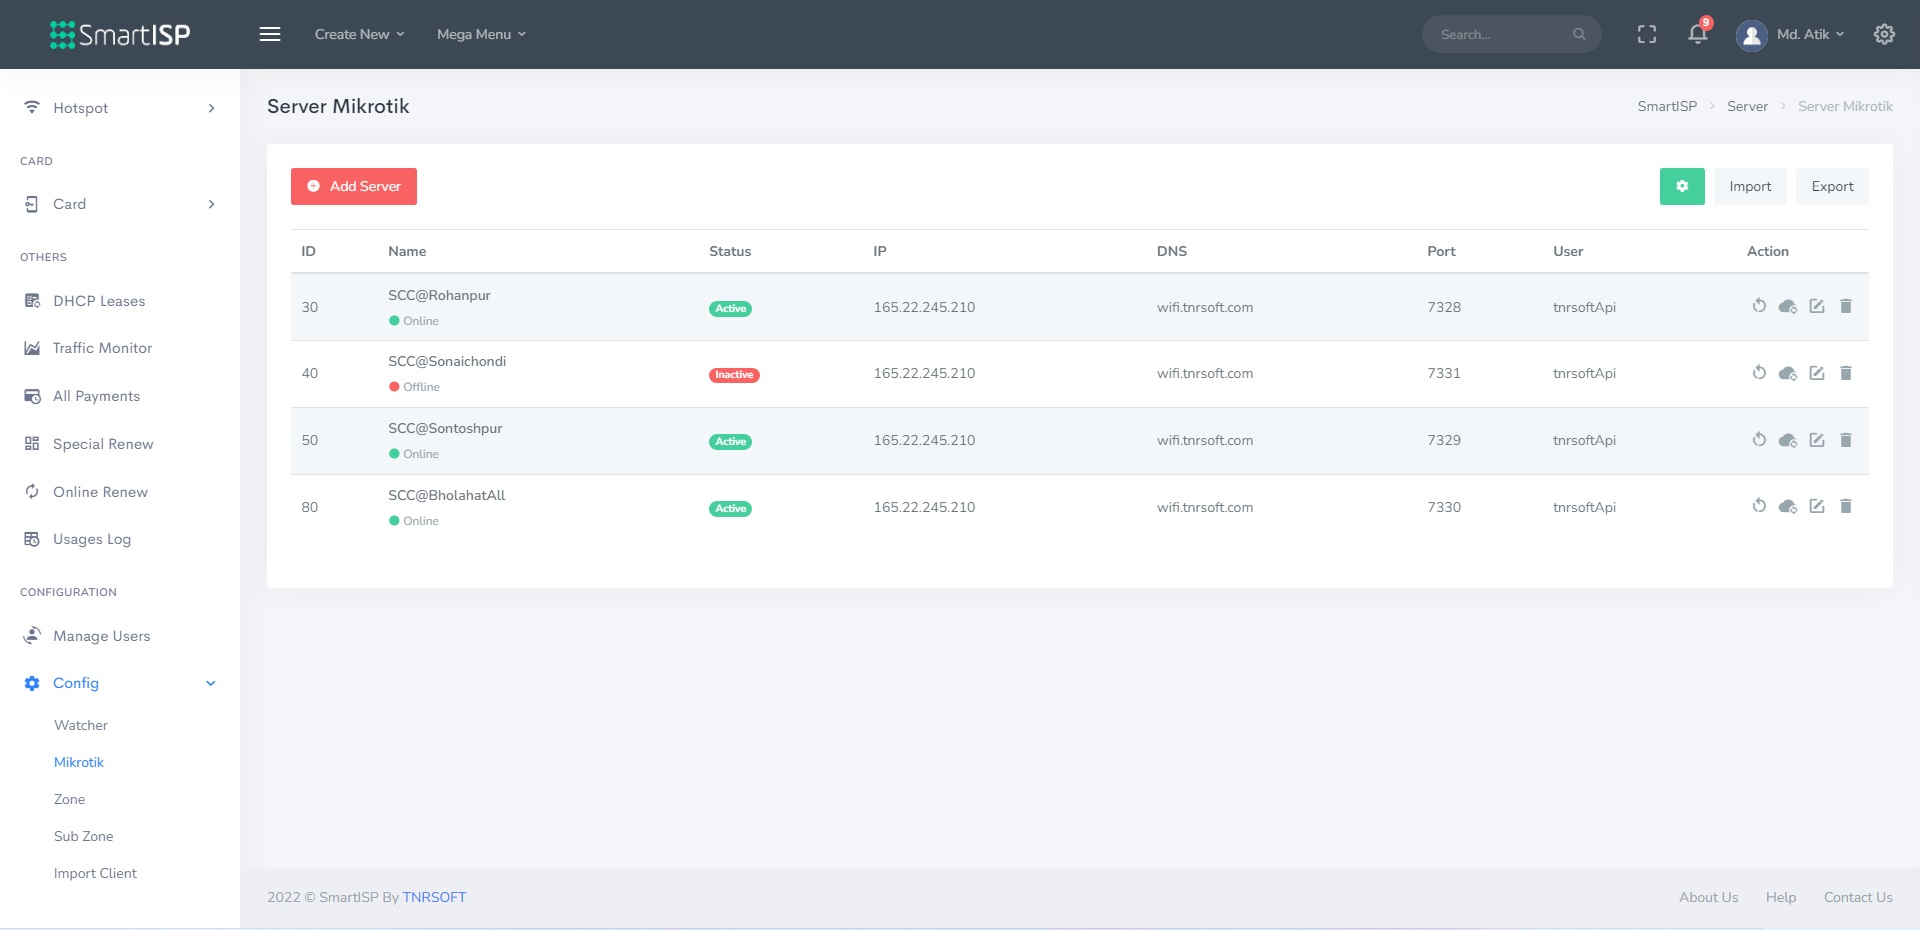 SmartISP
Create New
Mega Menu
Search...
9
Md. Atik
Hotspot
CARD
Card
OTHERS
DHCP Leases
Traffic Monitor
All Payments
Special Renew
Online Renew
Usages Log
CONFIGURATION
Manage Users
Config
Watcher
Mikrotik
Zone
Sub Zone
Import Client
Server Mikrotik
SmartISP > Server > Server Mikrotik
Add Server
Import
Export
ID Name Status IP DNS Port User Action
30 SCC@Rohanpur Active 165.22.245.210 wifi.tnrsoft.com 7328 tnrsoftApi
Online
40 SCC@Sonaichondi Inactive 165.22.245.210 wifi.tnrsoft.com 7331 tnrsoftApi
Offline
50 SCC@Sontoshpur Active 165.22.245.210 wifi.tnrsoft.com 7329 tnrsoftApi
Online
80 SCC@BholahatAll Active 165.22.245.210 wifi.tnrsoft.com 7330 tnrsoftApi
Online
2022 © SmartISP By TNRSOFT
About Us
Help
Contact Us